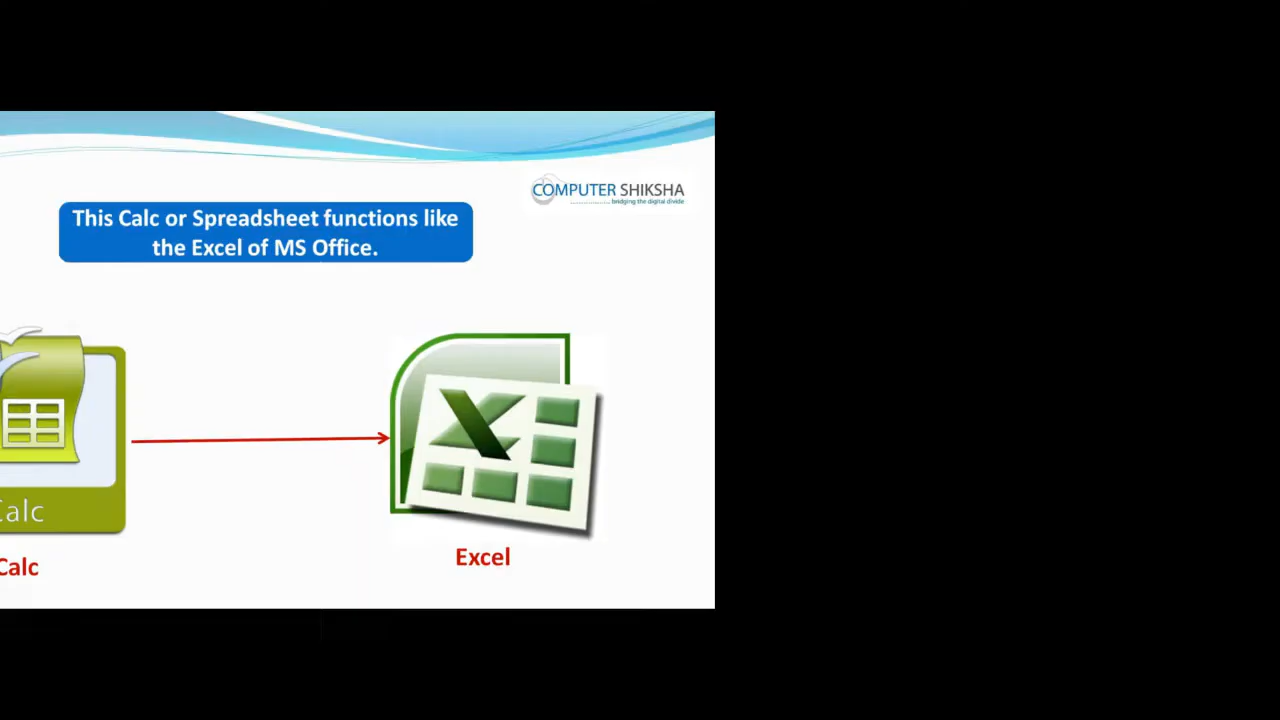 COMPUTER SHIKSHA
bridging the digital divide
This Calc or Spreadsheet functions like
the Excel of MS Office.
Calc
Calc
Excel